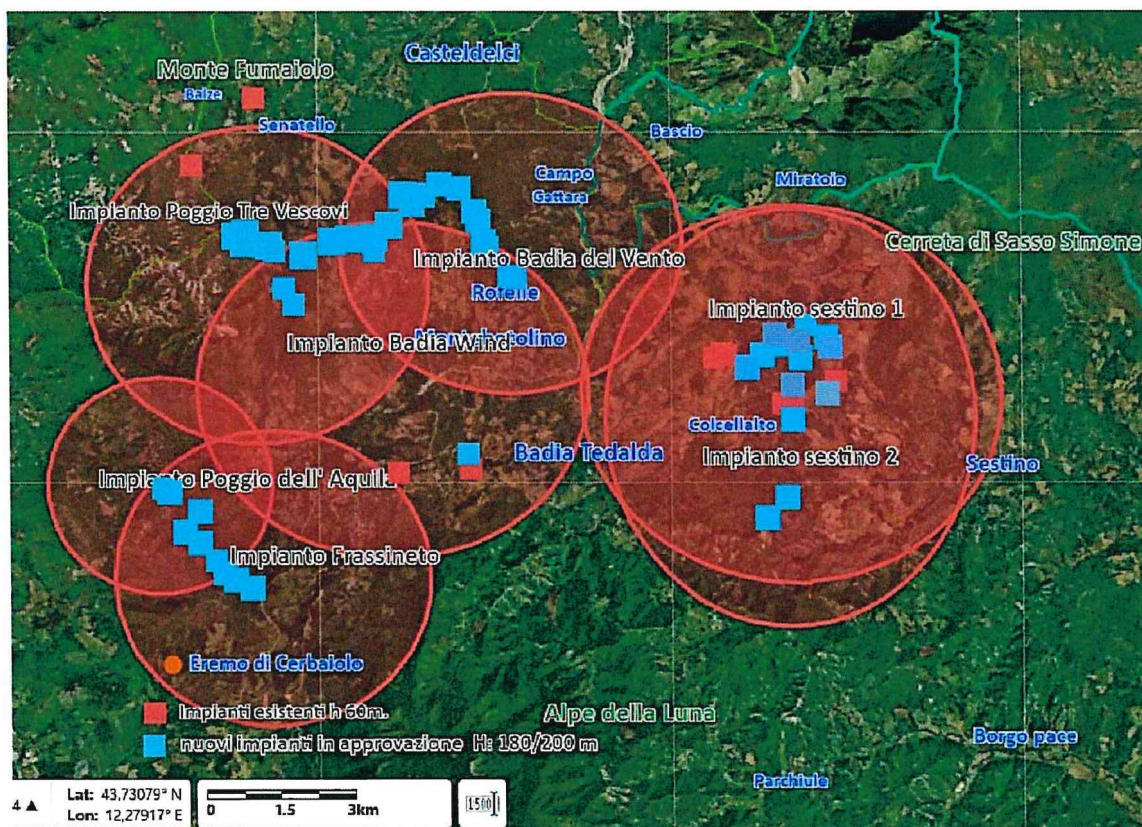 Casteldelci
Monte Fumaiolo
Balze
Senatello
Bascio
Campo
Gattara
Miratoio
Impianto Poggio Tre Vescovi
Cerreta di Sasso Simone
Impianto Badia del Vento
Rofelle
Impianto sestino 1
Impianto Badia Wind
Colcellalto
Badia Tedalda
Impianto sestino 2
Sestino
Impianto Poggio dell' Aquila
Impianto Frassineto
Eremo di Cerbaiolo
Impianti esistenti h 60m.
Alpe della Luna
nuovi impianti in approvazione H: 180/200 m
Borgo pace
Parchiule
4 ▲
Lat: 43,73079° N
Lon: 12,27917° E
0 1.5 3km
1:500